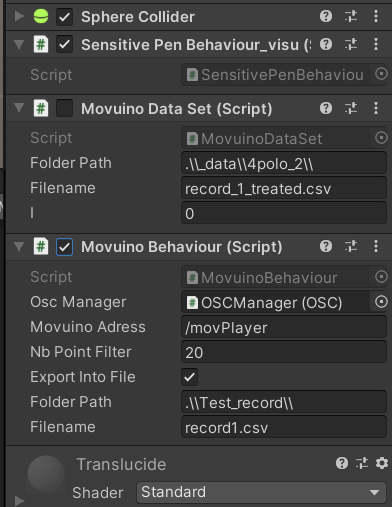 Sphere Collider
Sensitive Pen Behaviour_visu (S
Script SensitivePenBehaviou
Movuino Data Set (Script)
Script MovuinoDataSet
Folder Path .\\_data\\4polo_2\\
Filename record_1_treated.csv
I 0
Movuino Behaviour (Script)
Script MovuinoBehaviour
Osc Manager OSCManager (OSC)
Movuino Adress /movPlayer
Nb Point Filter 20
Export Into File
Folder Path .\\Test_record\\
Filename record1.csv
Translucide
Shader Standard